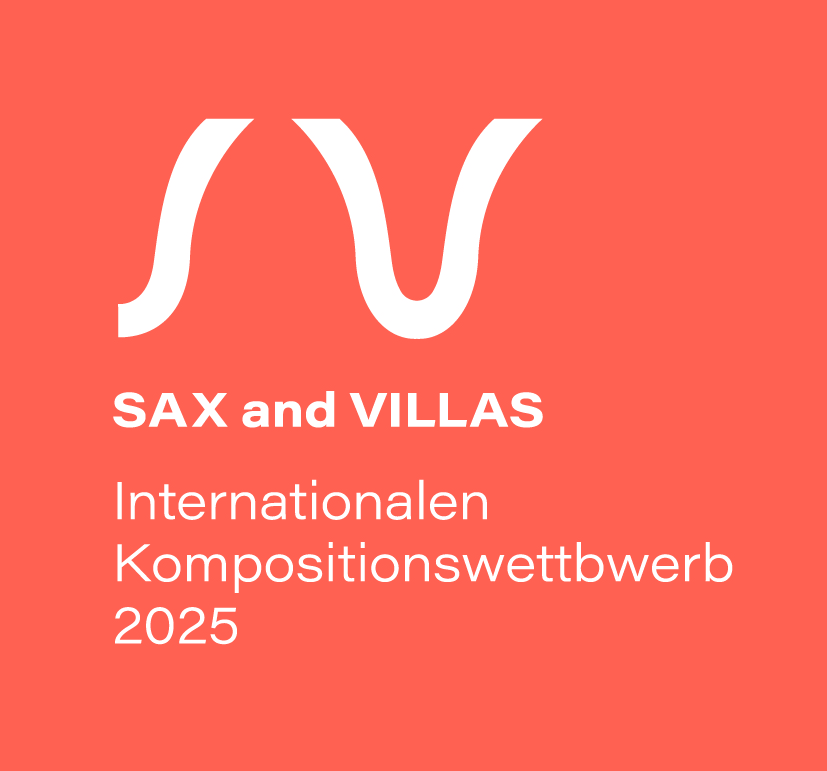 SAX and VILLAS
Internationalen
Kompositionswettbwerb
2025